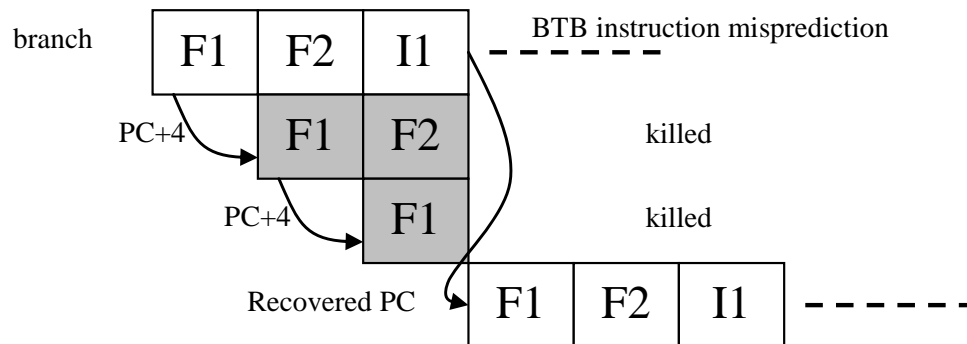 branch F1 F2 I1 BTB instruction misprediction
PC+4 F1 F2 killed
PC+4 F1 killed
Recovered PC F1 F2 I1